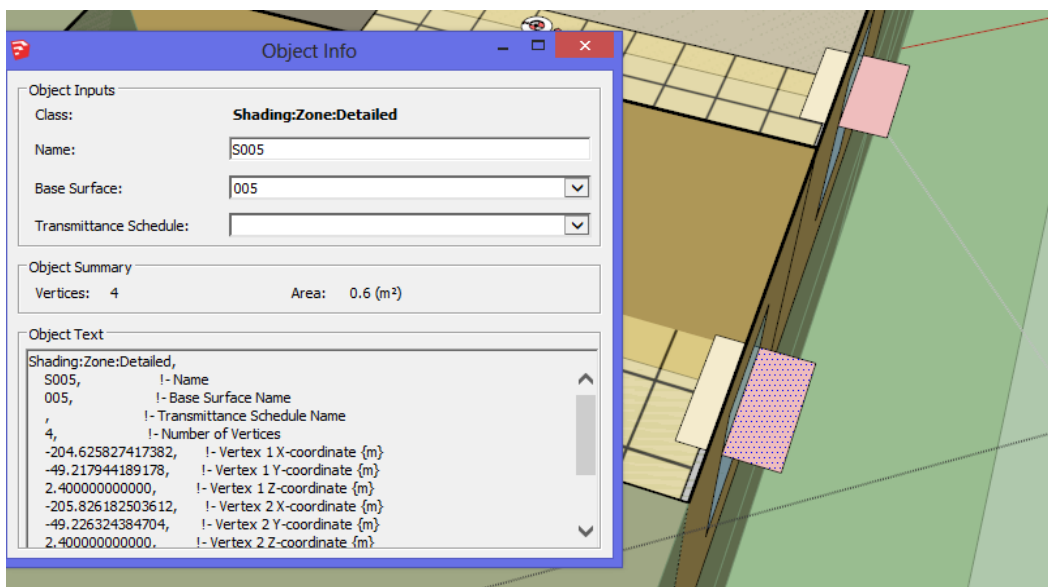 Object Info
Object Inputs
Class: Shading:Zone:Detailed
Name: S005
Base Surface: 005
Transmittance Schedule:
Object Summary
Vertices: 4 Area: 0.6 (m²)
Object Text
Shading:Zone:Detailed,
S005, !- Name
005, !- Base Surface Name
, !- Transmittance Schedule Name
4, !- Number of Vertices
-204.625827417382, !- Vertex 1 X-coordinate {m}
-49.217944189178, !- Vertex 1 Y-coordinate {m}
2.400000000000, !- Vertex 1 Z-coordinate {m}
-205.826182503612, !- Vertex 2 X-coordinate {m}
-49.226324384704, !- Vertex 2 Y-coordinate {m}
2.400000000000, !- Vertex 2 Z-coordinate {m}